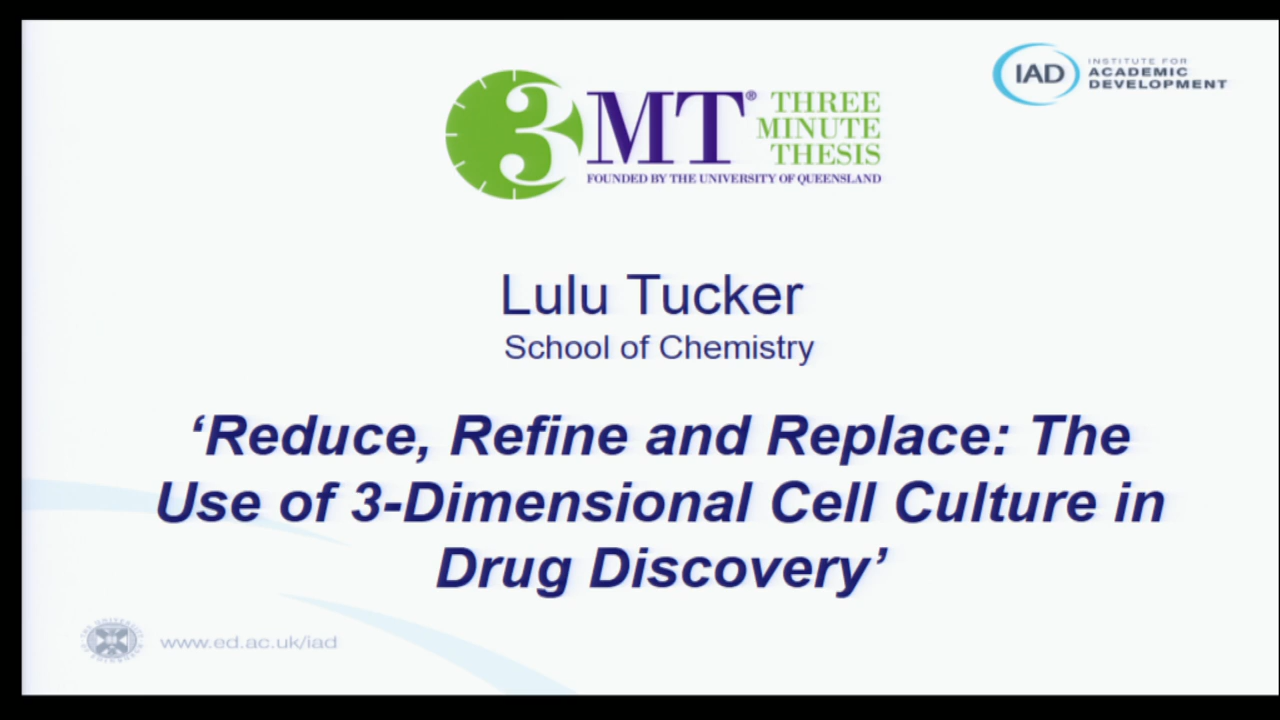 3MT® THREE
MINUTE
THESIS
FOUNDED BY THE UNIVERSITY OF QUEENSLAND
IAD INSTITUTE FOR
ACADEMIC
DEVELOPMENT
Lulu Tucker
School of Chemistry
‘Reduce, Refine and Replace: The
Use of 3-Dimensional Cell Culture in
Drug Discovery’
www.ed.ac.uk/iad